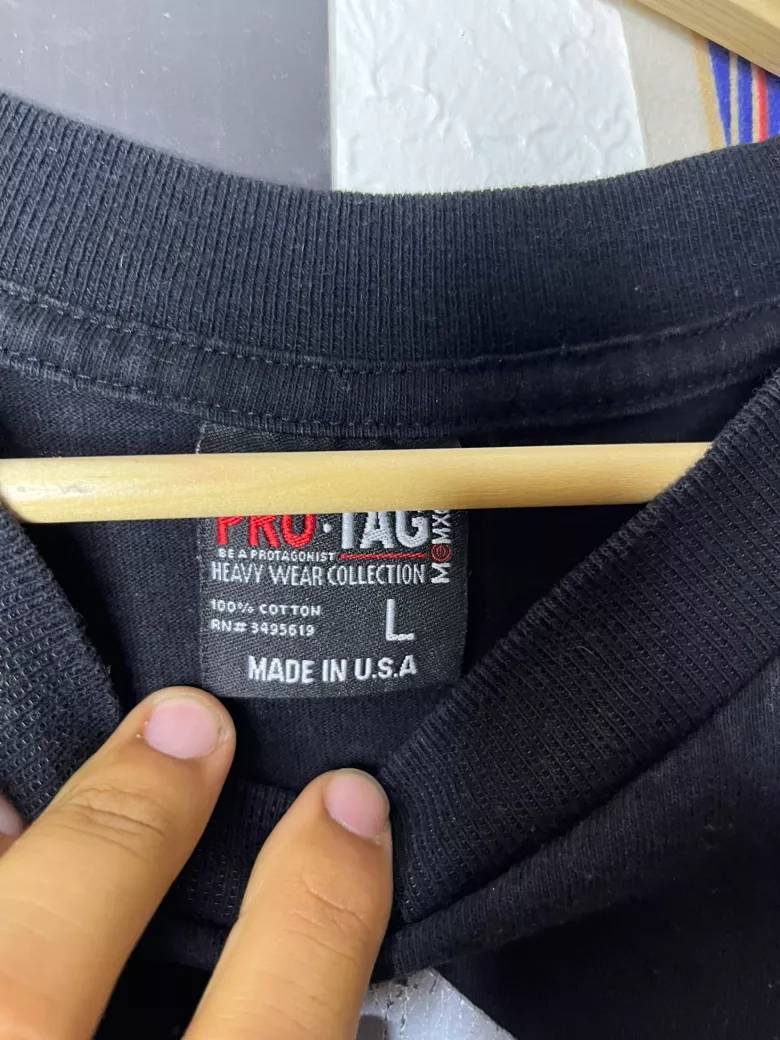 PRO·TAG
BE A PROTAGONIST
HEAVY WEAR COLLECTION
100% COTTON
RN# 3495619
L
MADE IN U.S.A